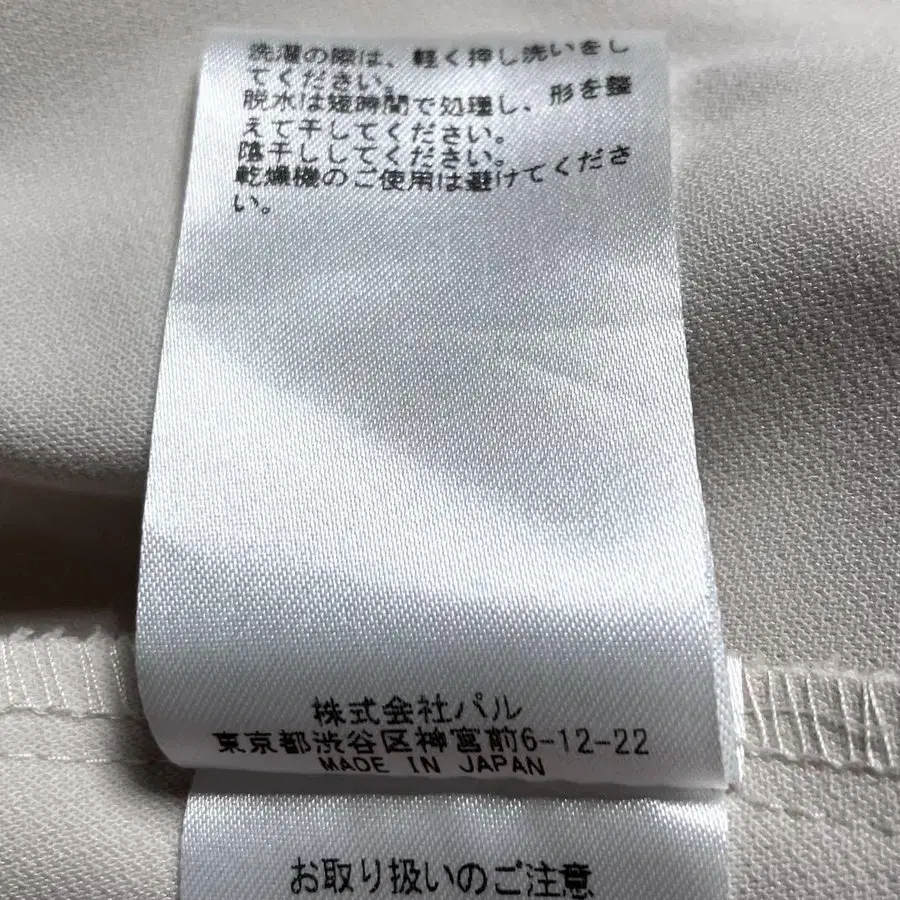 洗濯の際は、軽く押し洗いをし
てください。
脱水は短時間で処理し、形を整
えて干してください。
陰干ししてください。
乾燥機のご使用は避けてくださ
い。
株式会社パル
東京都渋谷区神宮前6-12-22
MADE IN JAPAN
お取り扱いのご注意